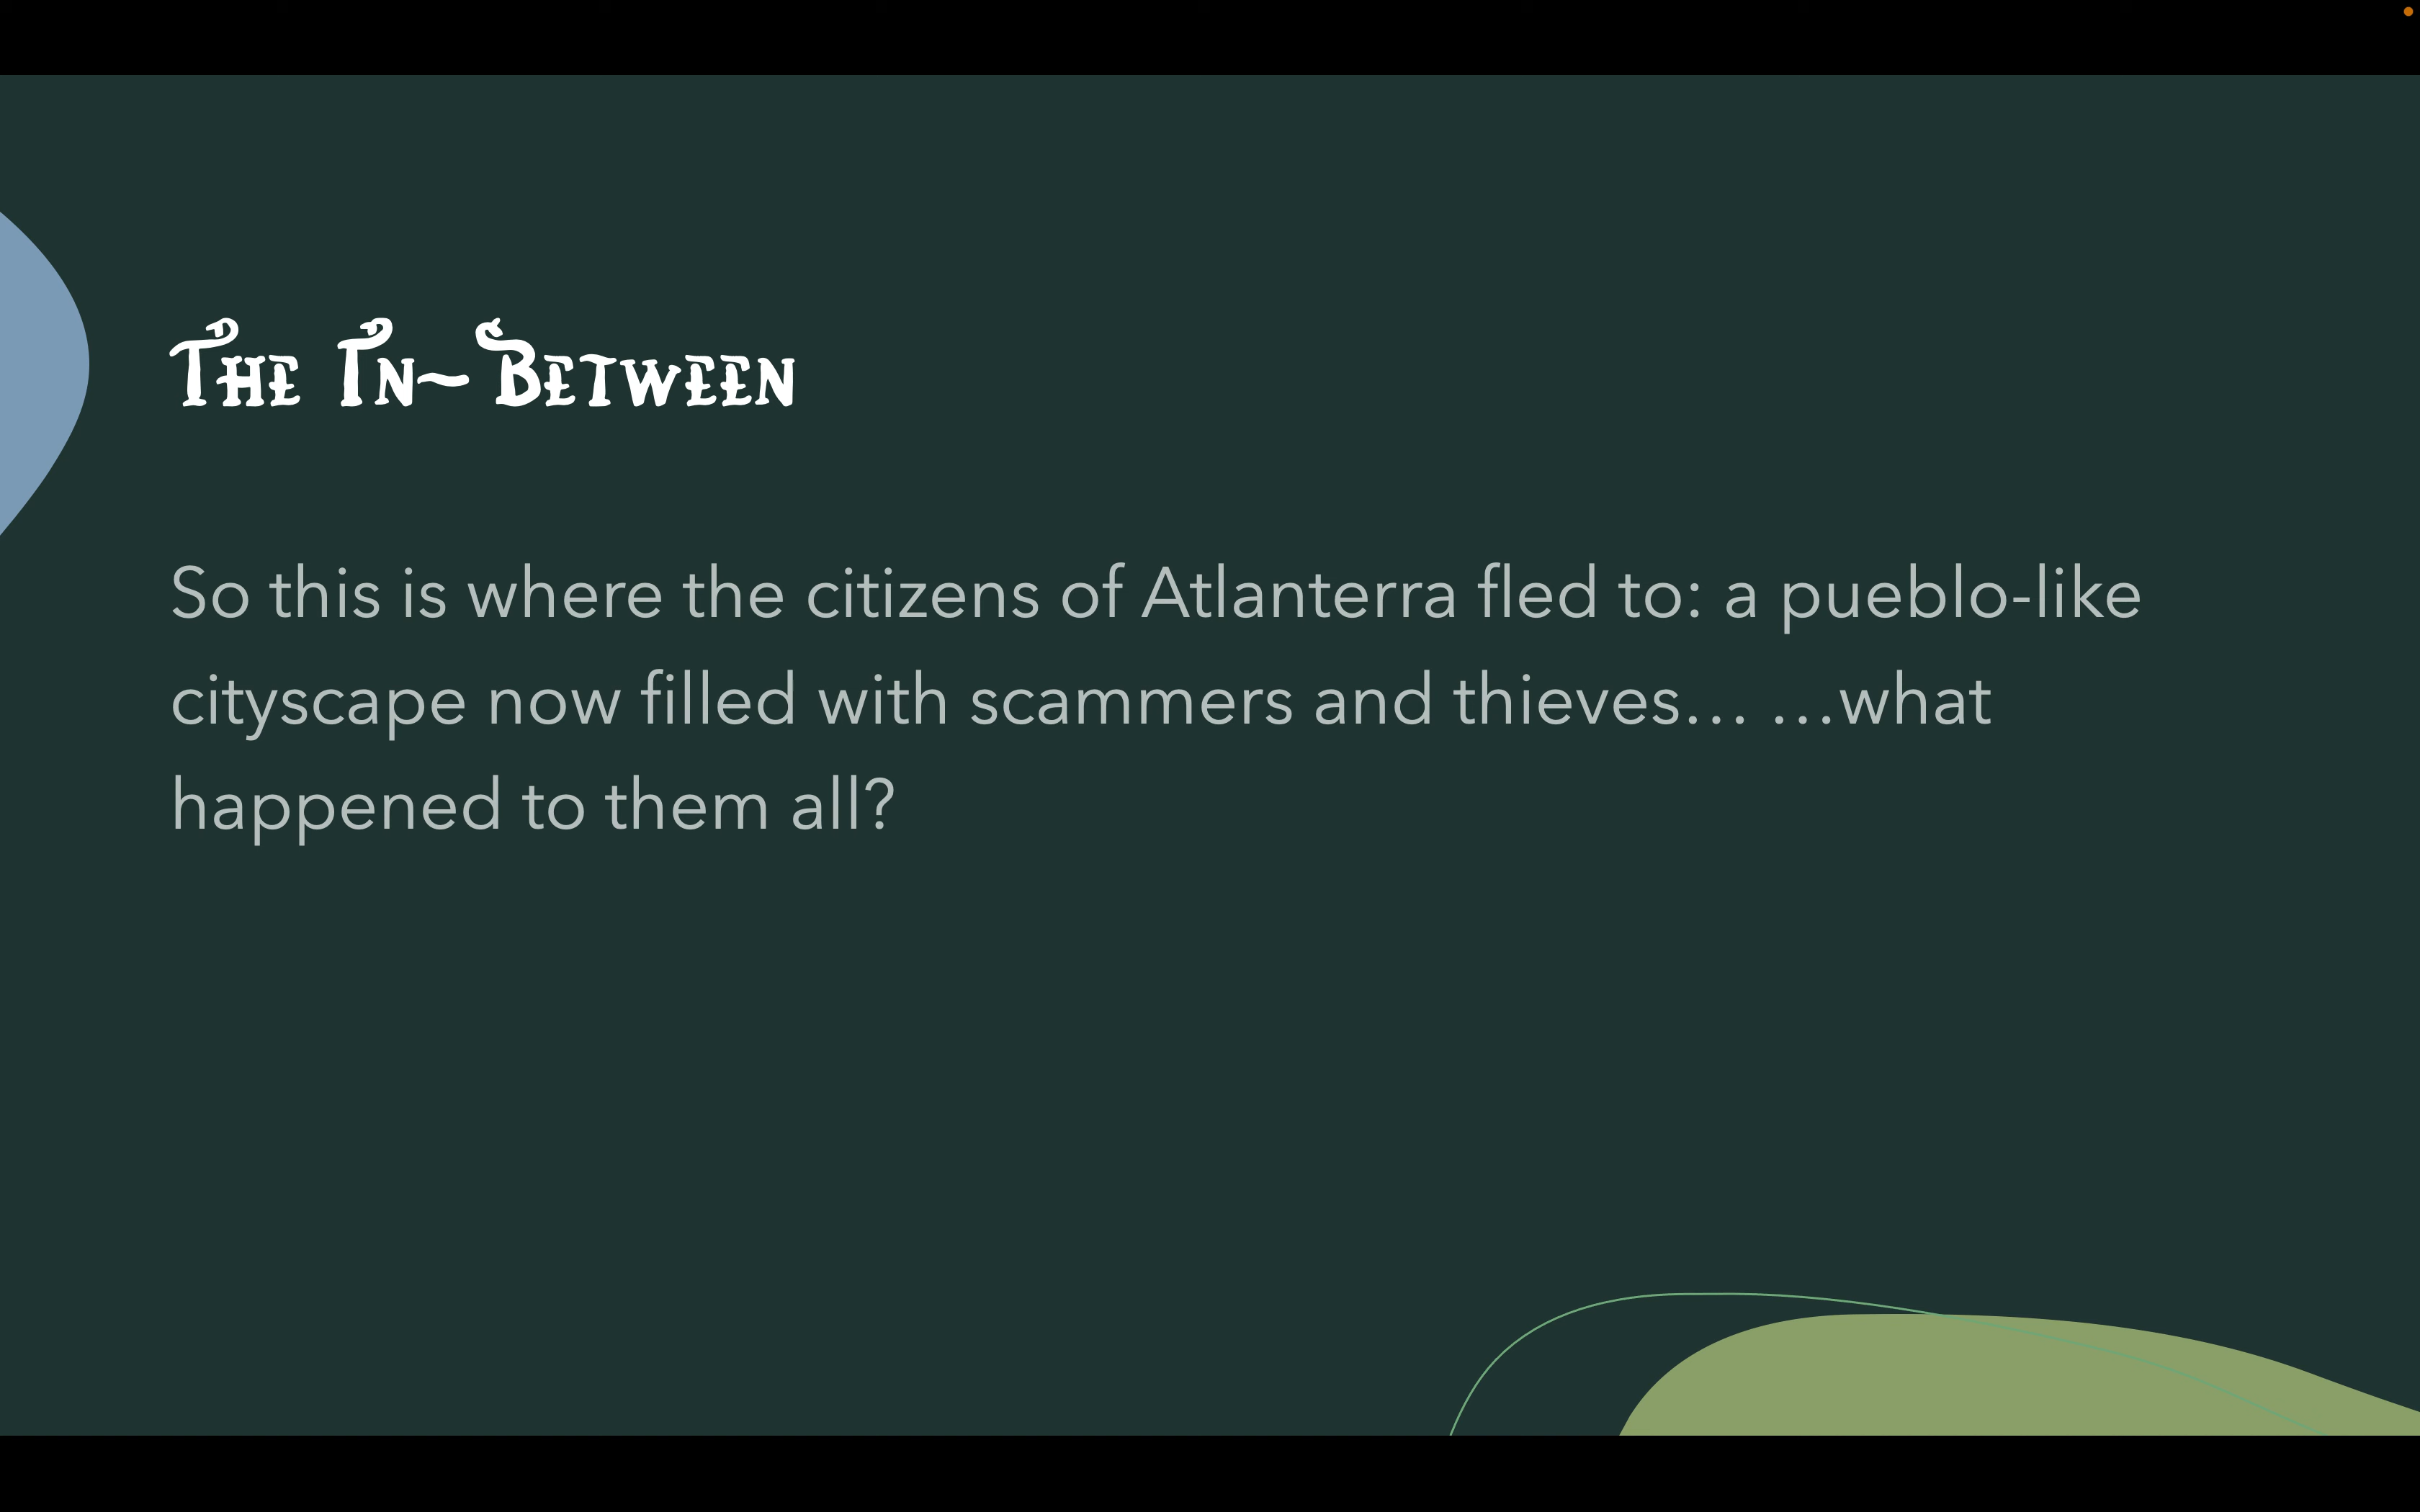 The In-Between
So this is where the citizens of Atlanterra fled to: a pueblo-like
cityscape now filled with scammers and thieves… …what
happened to them all?